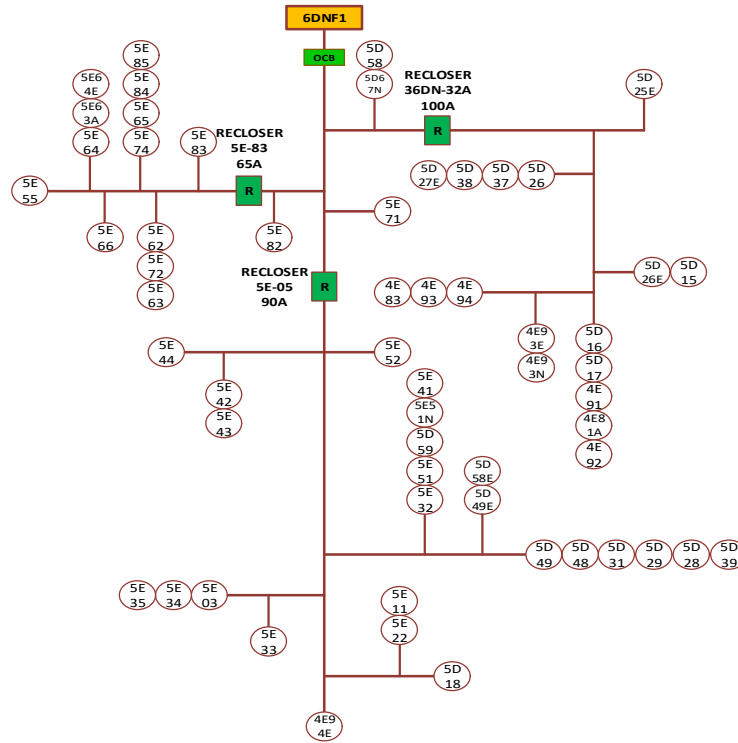 6DNF1
OCB
5D
58
5D6
7N
RECLOSER
36DN-32A
100A
R
5D
25E
5E
85
5E
84
5E
65
5E
74
5E6
4E
5E6
3A
5E
64
5E
83
RECLOSER
5E-83
65A
R
5E
55
5E
66
5E
62
5E
72
5E
63
5E
82
5E
71
5D
27E
5D
38
5D
37
5D
26
5D
26E
5D
15
RECLOSER
5E-05
90A
R
4E
83
4E
93
4E
94
4E9
3E
4E9
3N
5D
16
5D
17
4E
91
4E8
1A
4E
92
5E
44
5E
52
5E
42
5E
43
5E
41
5E5
1N
5D
59
5E
51
5E
32
5D
58E
5D
49E
5D
49
5D
48
5D
31
5D
29
5D
28
5D
39
5E
35
5E
34
5E
03
5E
33
5E
11
5E
22
5D
18
4E9
4E